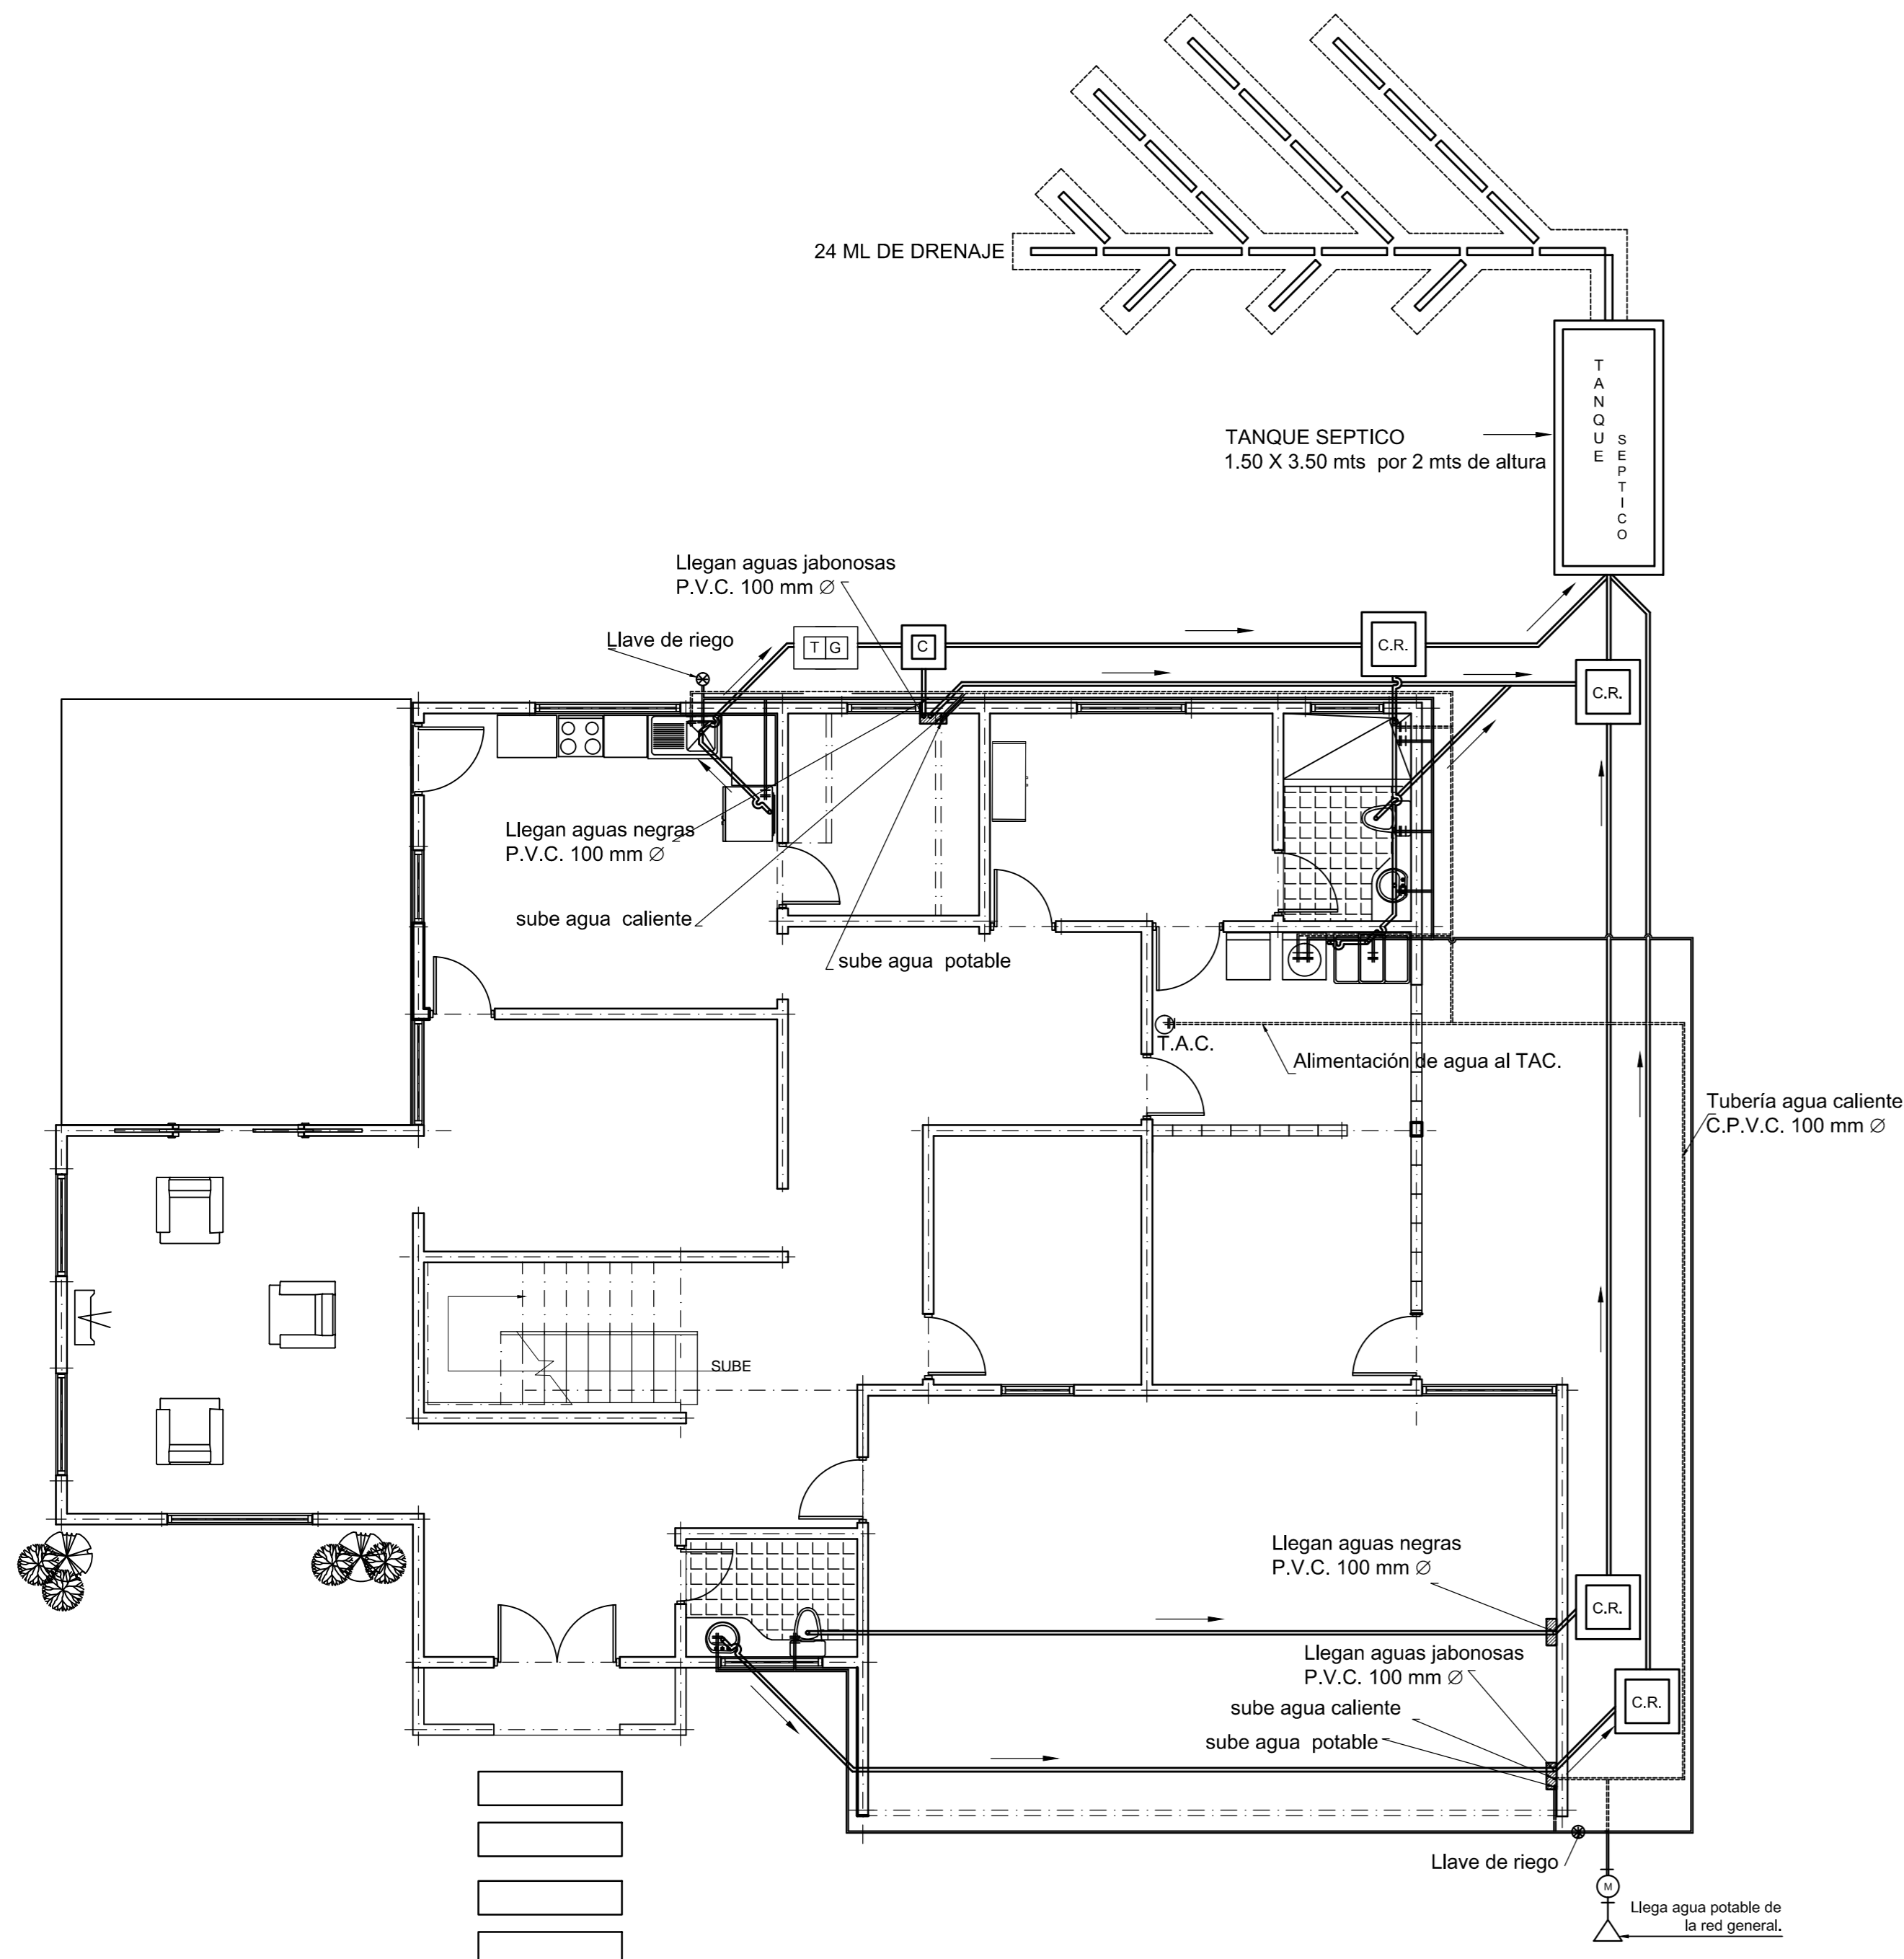 24 ML DE DRENAJE
TANQUE
SEPTICO
TANQUE SEPTICO
1.50 X 3.50 mts por 2 mts de altura
Llegan aguas jabonosas
P.V.C. 100 mm ∅
Llave de riego
T G
C
C.R.
C.R.
Llegan aguas negras
P.V.C. 100 mm ∅
sube agua caliente
sube agua potable
T.A.C.
Alimentación de agua al TAC.
Tubería agua caliente
C.P.V.C. 100 mm ∅
SUBE
Llegan aguas negras
P.V.C. 100 mm ∅
C.R.
Llegan aguas jabonosas
P.V.C. 100 mm ∅
C.R.
sube agua caliente
sube agua potable
Llave de riego
M
Llega agua potable de
la red general.